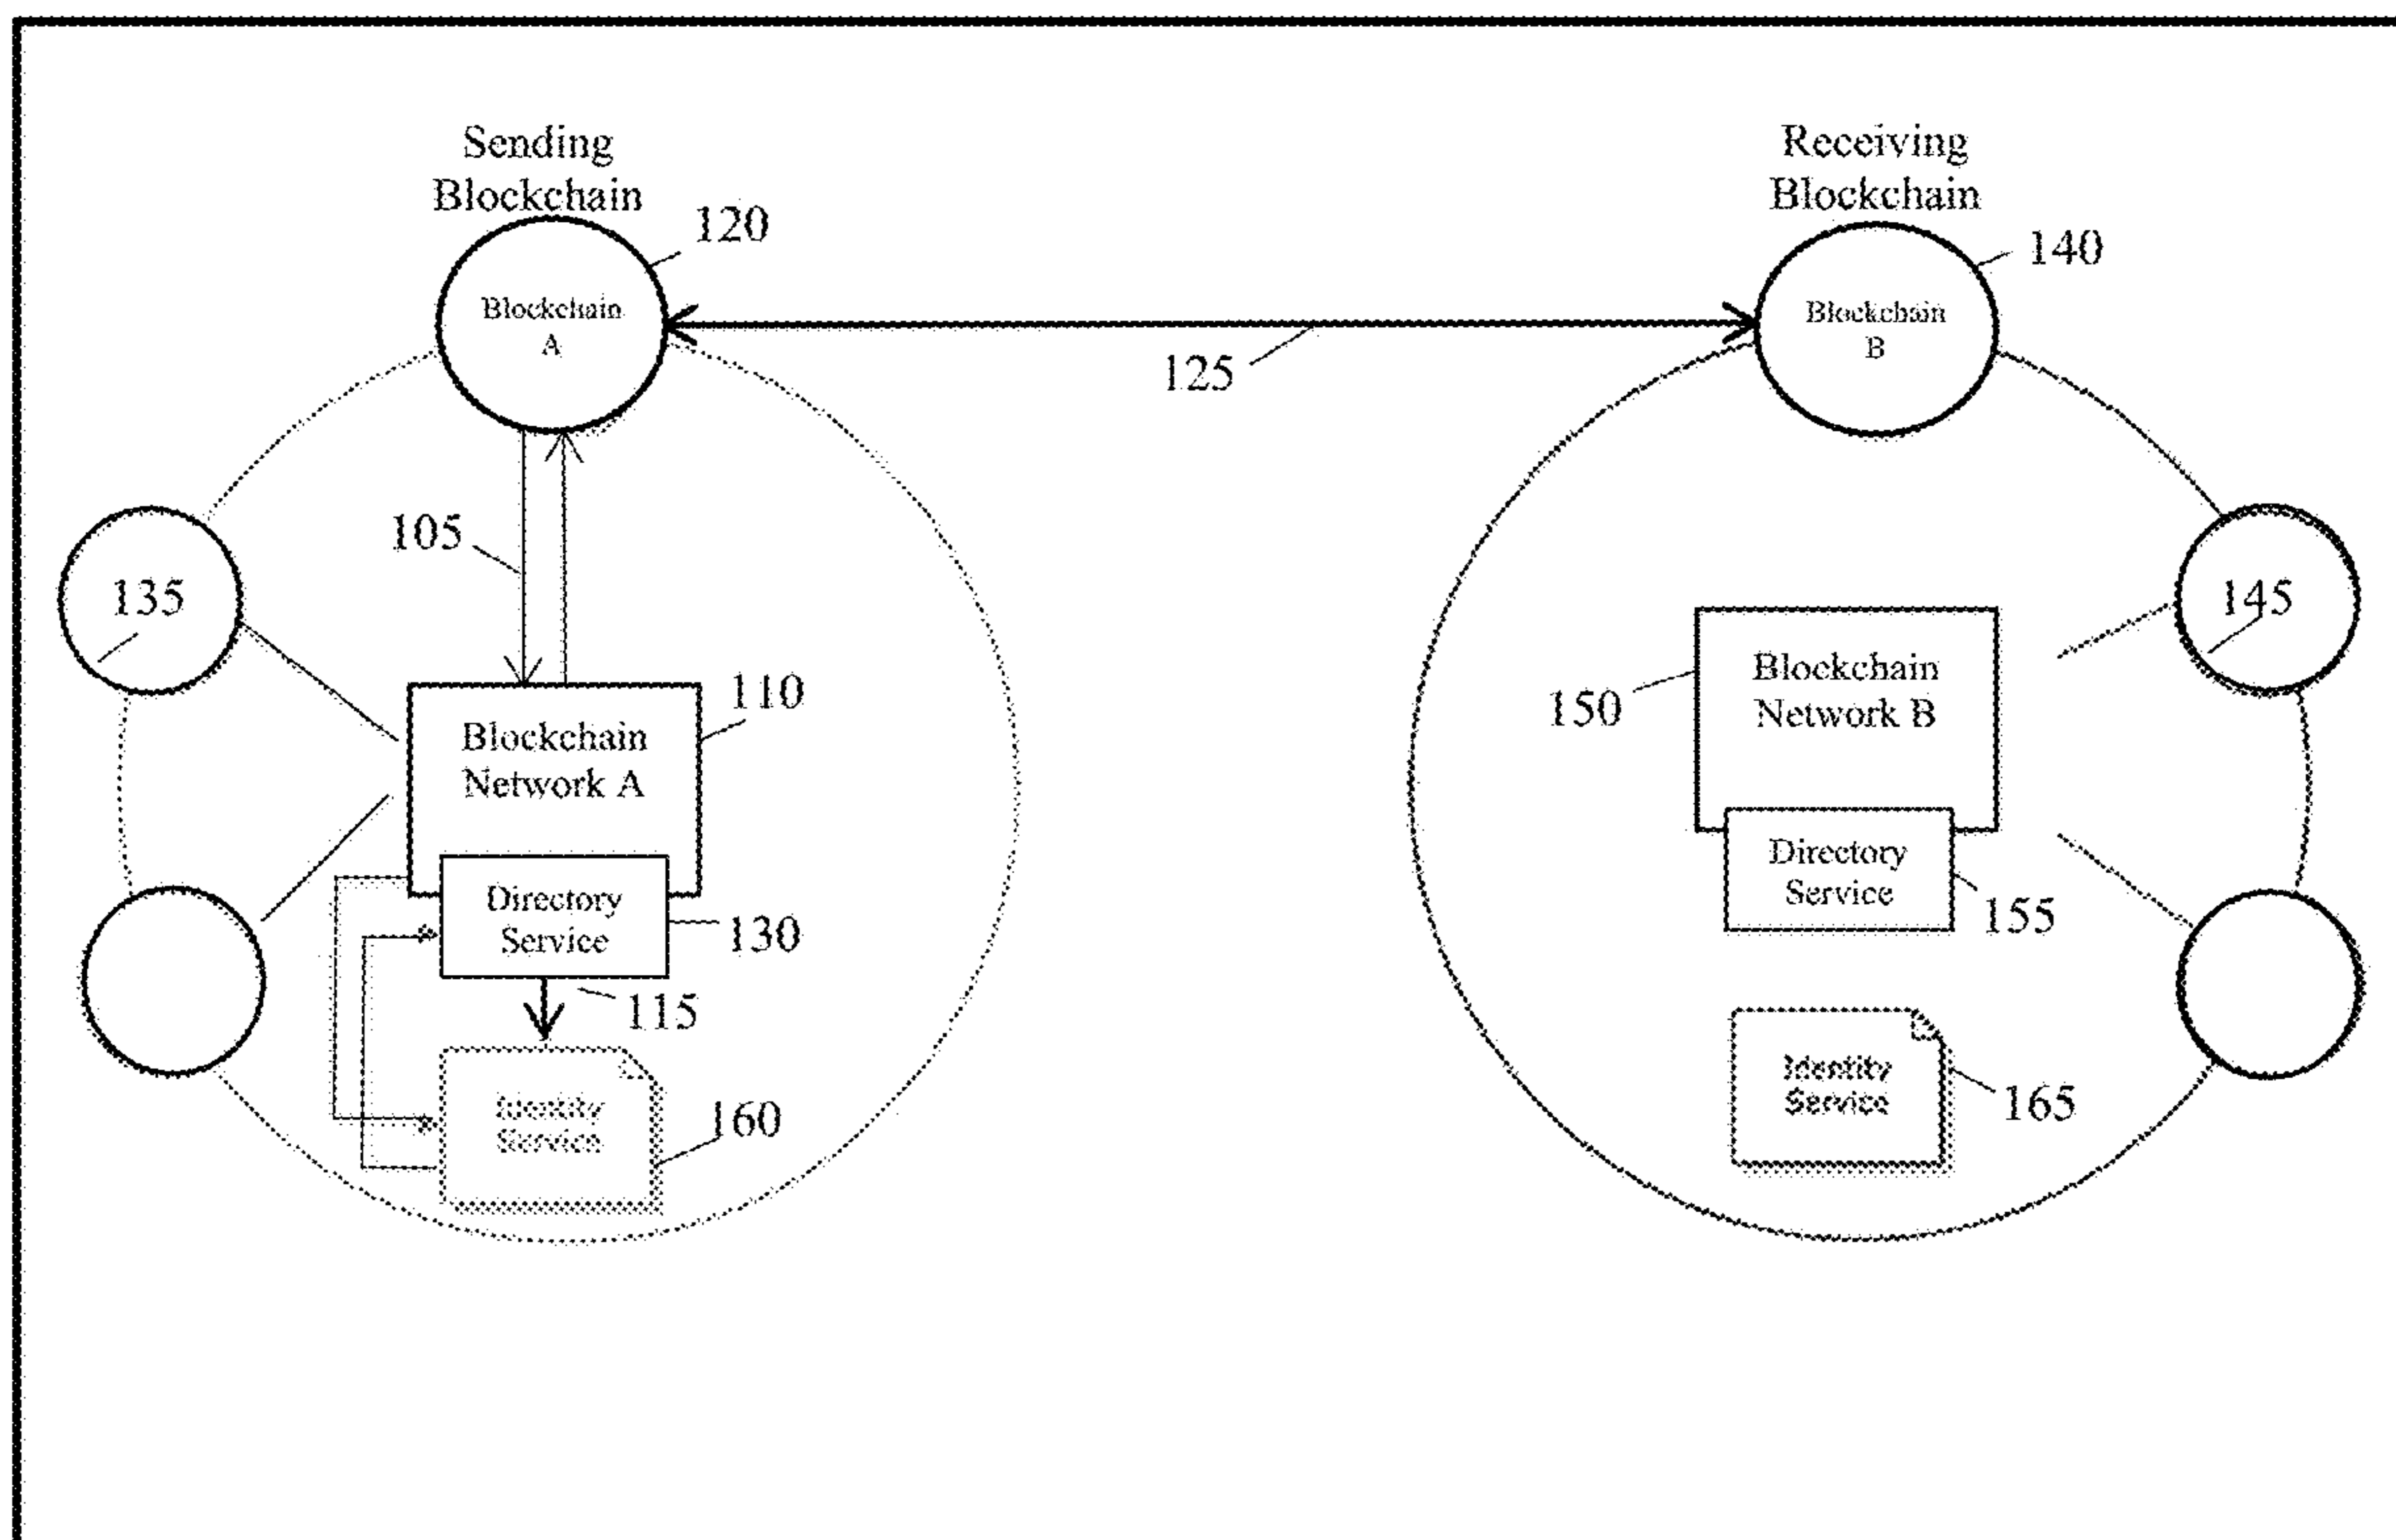 Sending
Blockchain
Receiving
Blockchain
120
140
Blockchain
A
Blockchain
B
125
105
135
145
110
Blockchain
Network A
150
Blockchain
Network B
Directory
Service
130
Directory
Service
155
115
Identity
Service
160
Identity
Service
165